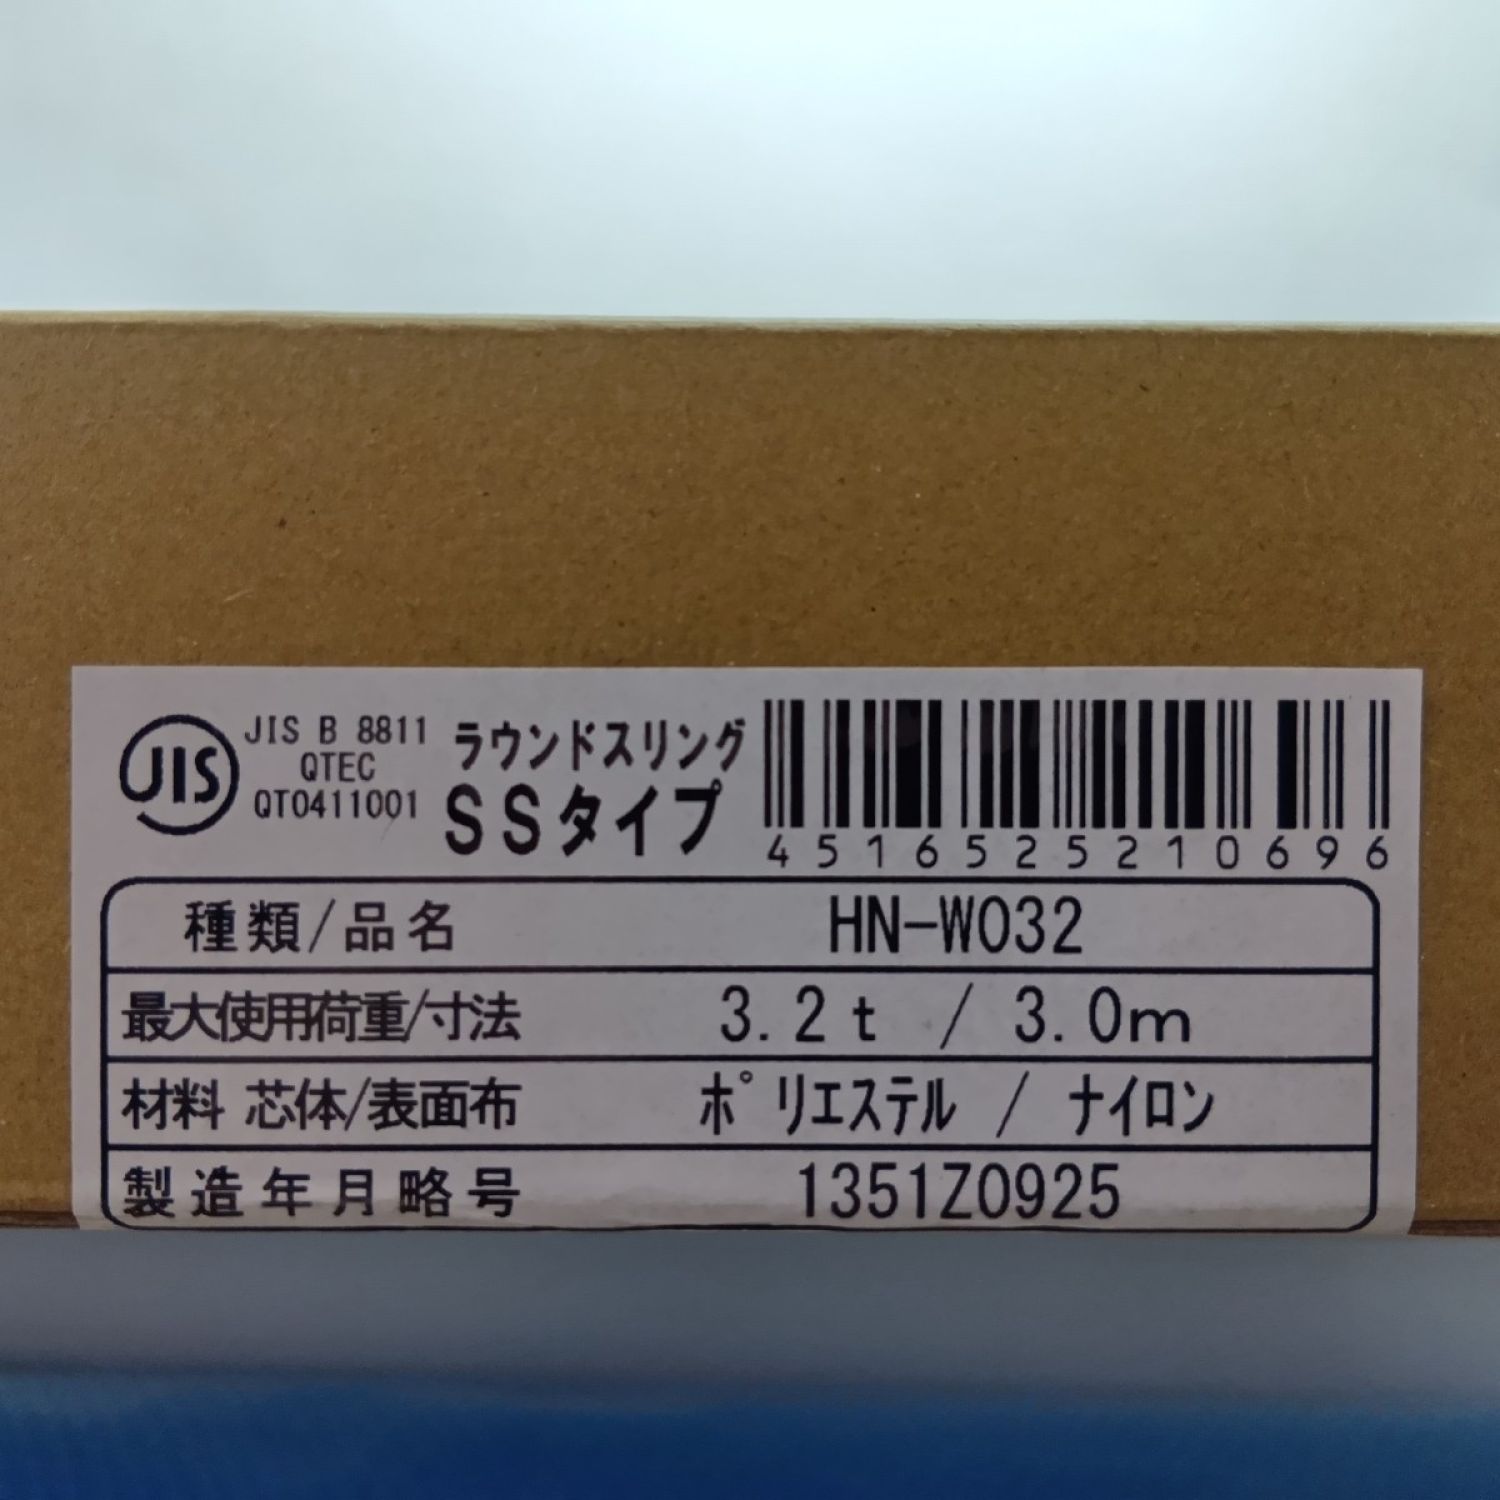 JIS
JIS B 8811
QTEC
QT0411001
ラウンドスリング
SSタイプ
4516525210696
種類/品名 HN-W032
最大使用荷重/寸法 3.2t / 3.0m
材料 芯体/表面布 ポリエステル / ナイロン
製造年月略号 1351Z0925